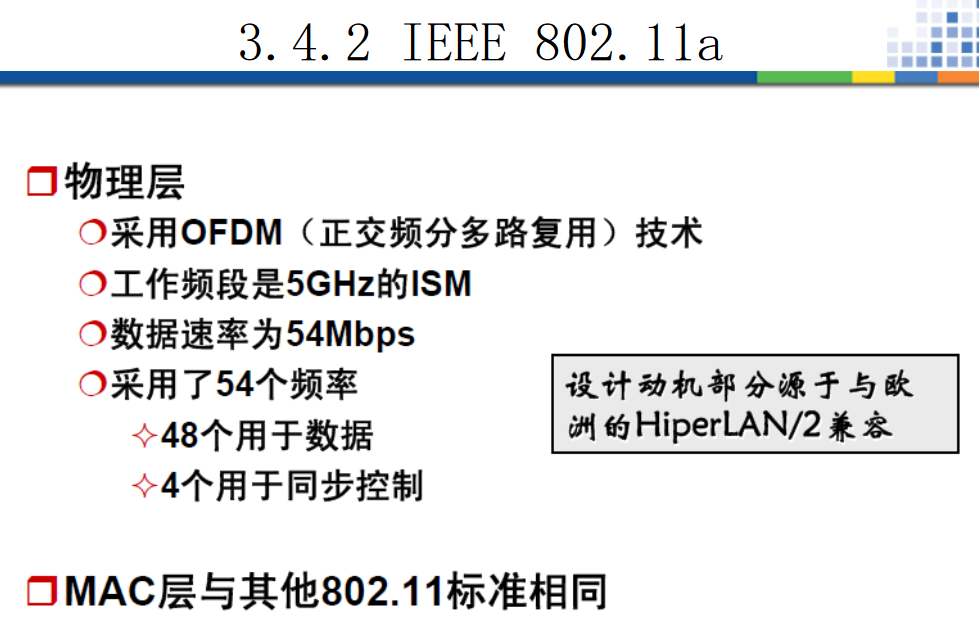 3.4.2 IEEE 802.11a
物理层
采用OFDM（正交频分多路复用）技术
工作频段是5GHz的ISM
数据速率为54Mbps
采用了54个频率
48个用于数据
4个用于同步控制
设计动机部分源于与欧
洲的HiperLAN/2兼容
MAC层与其他802.11标准相同